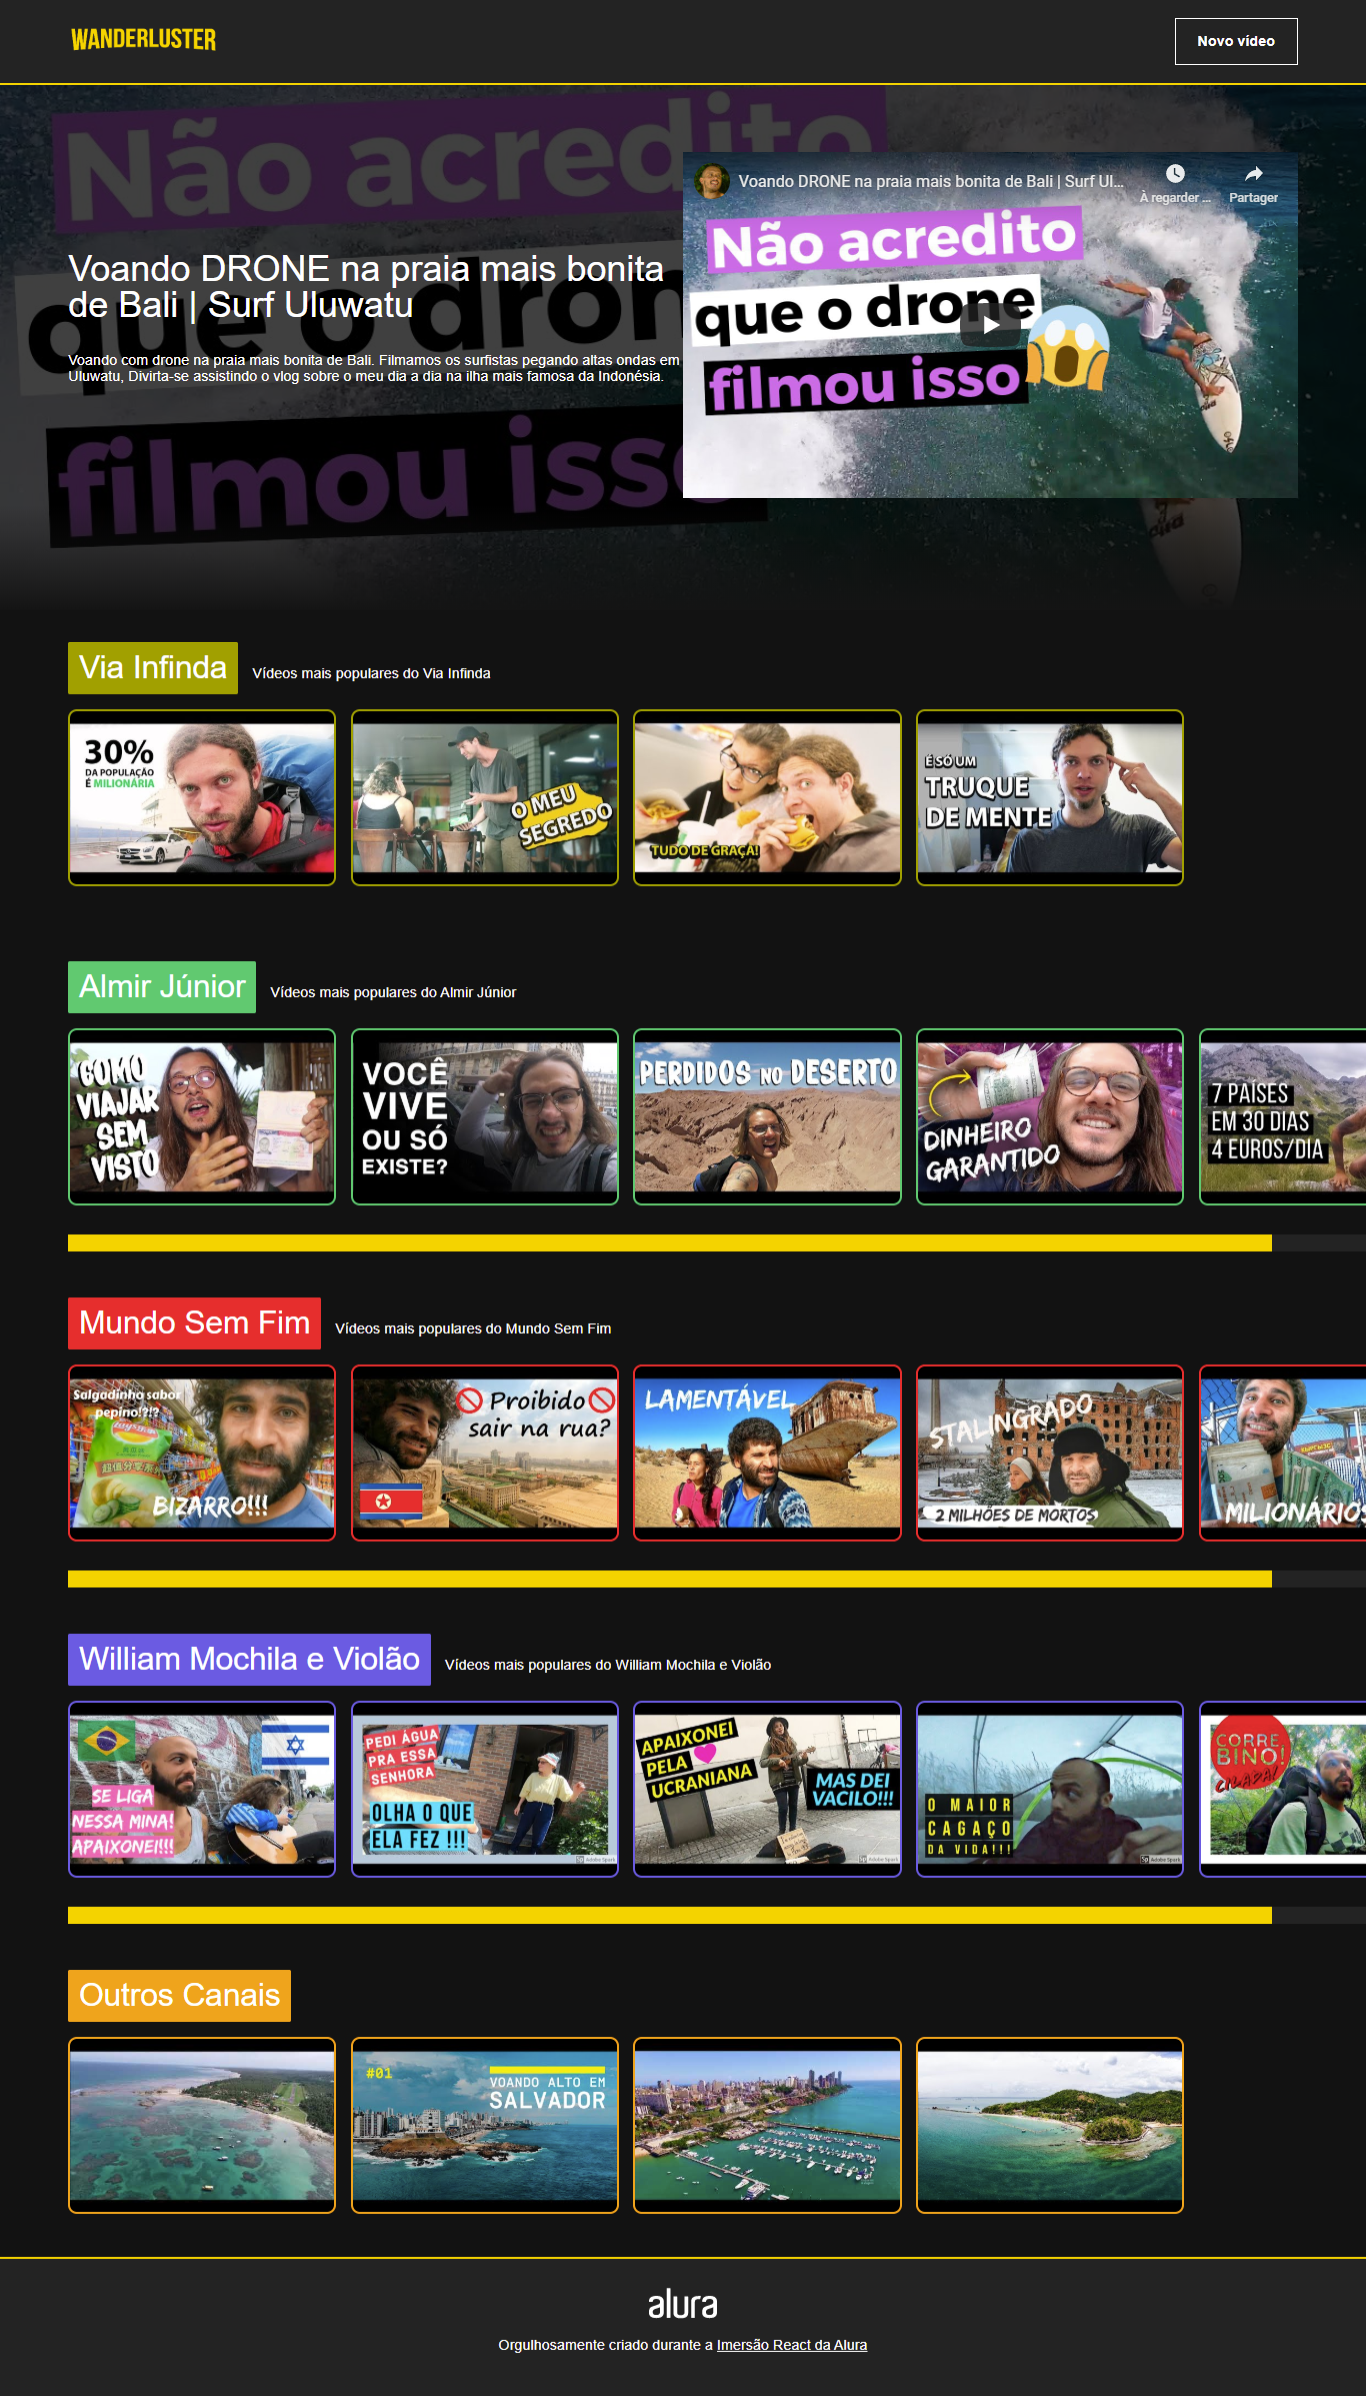 WANDERLUSTER
Novo vídeo
Não acredito
que o drone
filmou isso
Voando DRONE na praia mais bonita
de Bali | Surf Uluwatu
Voando com drone na praia mais bonita de Bali. Filmamos os surfistas pegando altas ondas em
Uluwatu, Divirta-se assistindo o vlog sobre o meu dia a dia na ilha mais famosa da Indonésia.
Voando DRONE na praia mais bonita de Bali | Surf Ul...
À regarder ...
Partager
Não acredito
que o drone
filmou isso
Via Infinda
Vídeos mais populares do Via Infinda
30%
DA POPULAÇÃO
É MILIONÁRIA
O MEU
SEGREDO
TUDO DE GRAÇA!
É SÓ UM
TRUQUE
DE MENTE
Almir Júnior
Vídeos mais populares do Almir Júnior
COMO
VIAJAR
SEM
VISTO
VOCÊ
VIVE
OU SÓ
EXISTE?
PERDIDOS NO DESERTO
DINHEIRO
GARANTIDO
7 PAÍSES
EM 30 DIAS
4 EUROS/DIA
Mundo Sem Fim
Vídeos mais populares do Mundo Sem Fim
Salgadinho sabor
pepino!?!?
BIZARRO!!!
Proibido
sair na rua?
LAMENTÁVEL
STALINGRADO
2 MILHÕES DE MORTOS
MILIONÁRIOS
William Mochila e Violão
Vídeos mais populares do William Mochila e Violão
SE LIGA
NESSA MINA!
APAIXONEI!!!
PEDI ÁGUA
PRA ESSA
SENHORA
OLHA O QUE
ELA FEZ !!!
Adobe Spark
APAIXONEI
PELA
UCRANIANA
MAS DEI
VACILO!!!
Adobe Spark
O MAIOR
CAGAÇO
DA VIDA!!!
Adobe Spark
CORRE
BINO!
CILADA!
Outros Canais
#01
VOANDO ALTO EM
SALVADOR
alura
Orgulhosamente criado durante a Imersão React da Alura